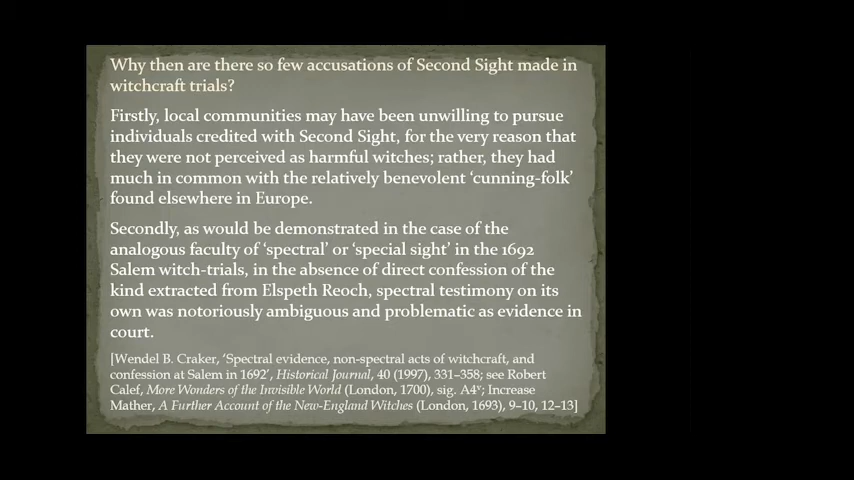 Why then are there so few accusations of Second Sight made in
witchcraft trials?
Firstly, local communities may have been unwilling to pursue
individuals credited with Second Sight, for the very reason that
they were not perceived as harmful witches; rather, they had
much in common with the relatively benevolent ‘cunning-folk’
found elsewhere in Europe.
Secondly, as would be demonstrated in the case of the
analogous faculty of ‘spectral’ or ‘special sight’ in the 1692
Salem witch-trials, in the absence of direct confession of the
kind extracted from Elspeth Reoch, spectral testimony on its
own was notoriously ambiguous and problematic as evidence in
court.
[Wendel B. Craker, ‘Spectral evidence, non-spectral acts of witchcraft, and
confession at Salem in 1692’, Historical Journal, 40 (1997), 331–358; see Robert
Calef, More Wonders of the Invisible World (London, 1700), sig. A4ᵛ; Increase
Mather, A Further Account of the New-England Witches (London, 1693), 9–10, 12–13]